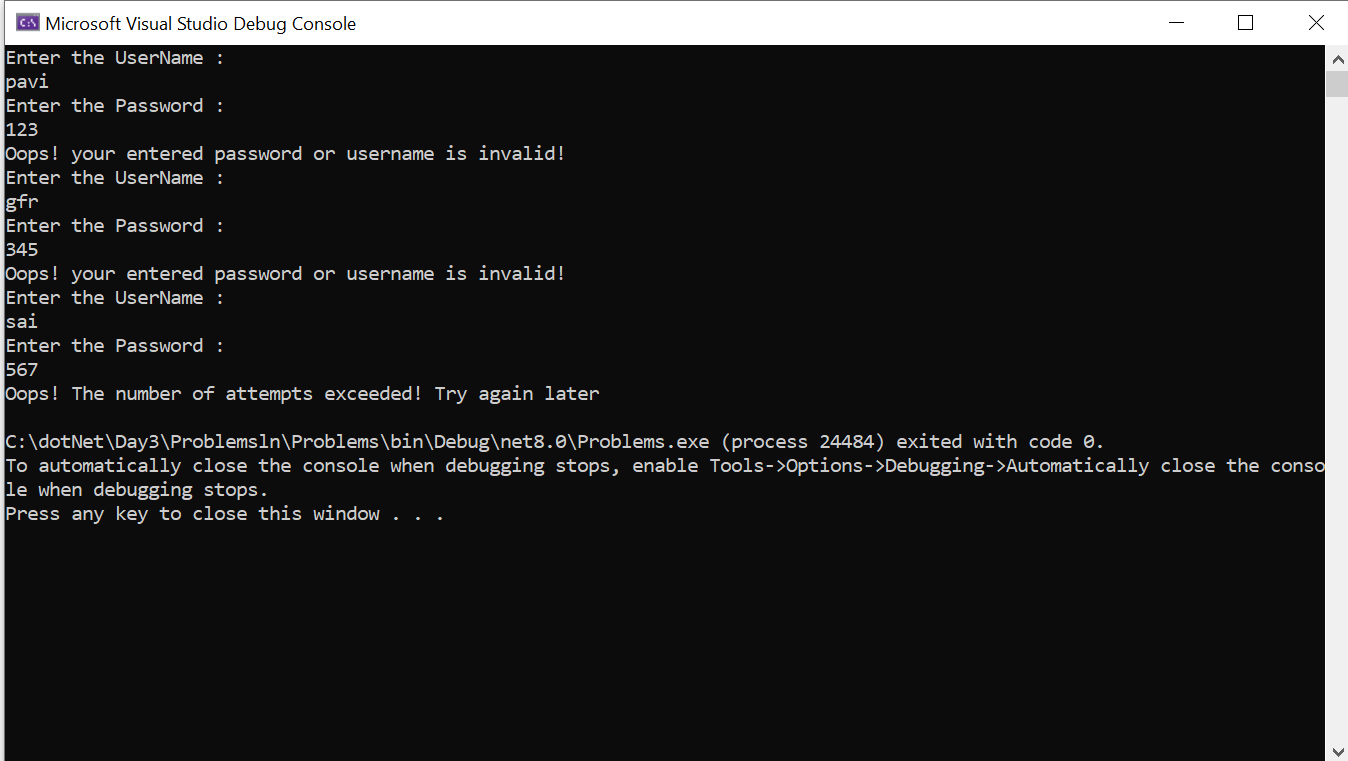 Microsoft Visual Studio Debug Console
Enter the UserName :
pavi
Enter the Password :
123
Oops! your entered password or username is invalid!
Enter the UserName :
gfr
Enter the Password :
345
Oops! your entered password or username is invalid!
Enter the UserName :
sai
Enter the Password :
567
Oops! The number of attempts exceeded! Try again later
C:\dotNet\Day3\Problemsln\Problems\bin\Debug\net8.0\Problems.exe (process 24484) exited with code 0.
To automatically close the console when debugging stops, enable Tools->Options->Debugging->Automatically close the conso
le when debugging stops.
Press any key to close this window . . .